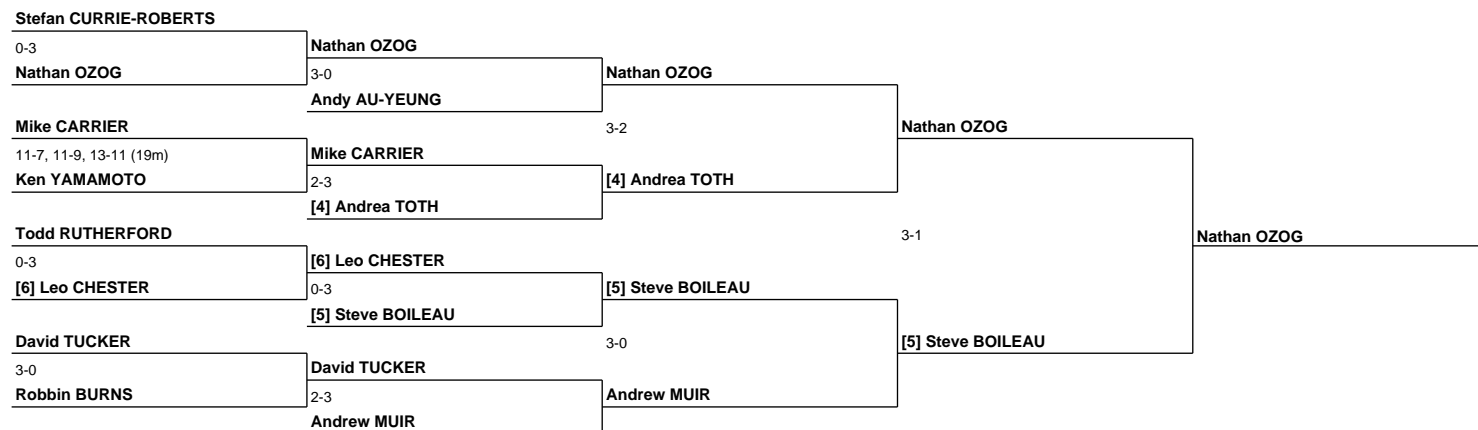 Stefan CURRIE-ROBERTS
0-3
Nathan OZOG
Nathan OZOG
3-0
Andy AU-YEUNG
Nathan OZOG
Mike CARRIER
11-7, 11-9, 13-11 (19m)
Ken YAMAMOTO
Mike CARRIER
2-3
[4] Andrea TOTH
3-2
[4] Andrea TOTH
Nathan OZOG
Todd RUTHERFORD
0-3
[6] Leo CHESTER
[6] Leo CHESTER
0-3
[5] Steve BOILEAU
[5] Steve BOILEAU
David TUCKER
3-0
Robbin BURNS
David TUCKER
2-3
Andrew MUIR
3-0
Andrew MUIR
3-1
[5] Steve BOILEAU
Nathan OZOG